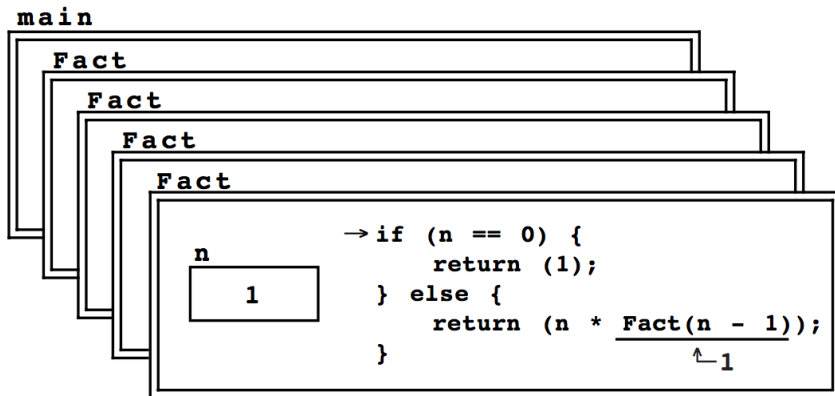 main
Fact
Fact
Fact
Fact
n
1
→ if (n == 0) {
return (1);
} else {
return (n * Fact(n - 1));
}
1